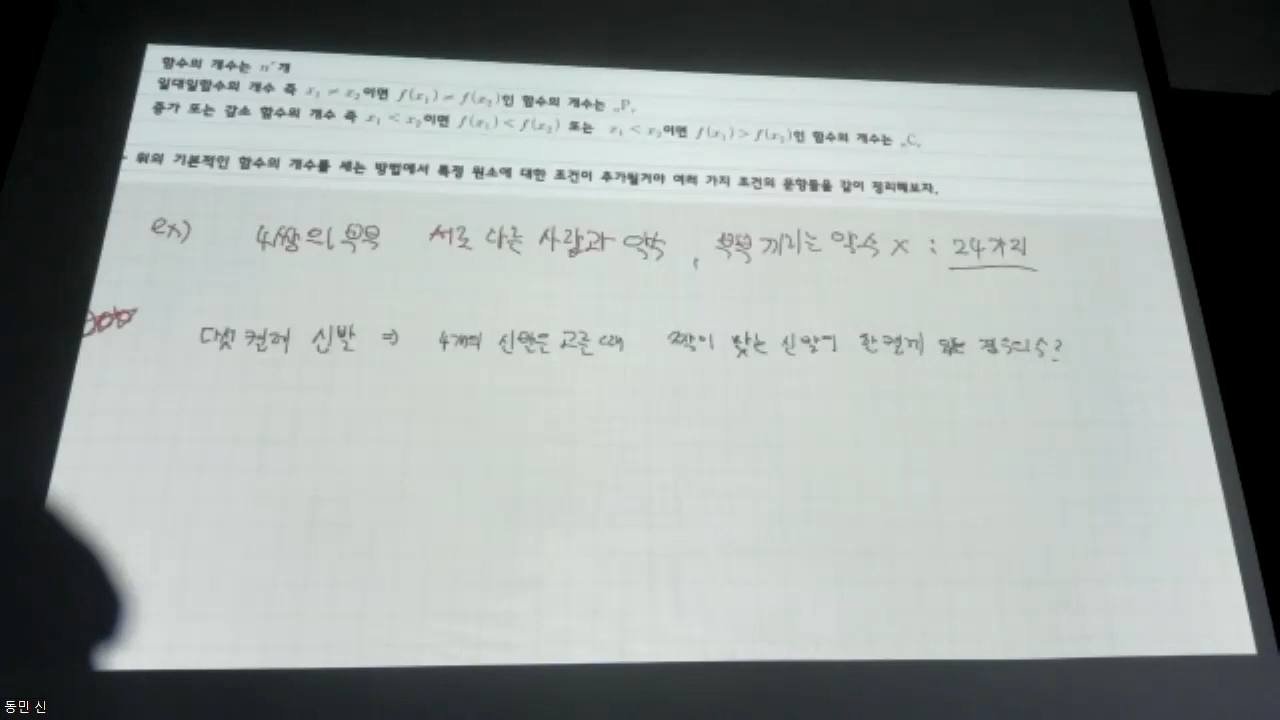 함수의 개수는 n^r개
일대일함수의 개수 즉 x₁ ≠ x₂이면 f(x₁) ≠ f(x₂)인 함수의 개수는 ₙPᵣ
증가 또는 감소 함수의 개수 즉 x₁ < x₂이면 f(x₁) < f(x₂) 또는 x₁ < x₂이면 f(x₁) > f(x₂)인 함수의 개수는 ₙCᵣ
위의 기본적인 함수의 개수를 세는 방법에서 특정 원소에 대한 조건이 추가될거야 여러 가지 조건의 문항들을 같이 정리해보자.
ex) 4쌍의 부부 서로 다른 사람과 악수, 부부끼리는 악수 X : 24가지
다섯 켤레 신발 ⇒ 4개의 신발을 고른 때 짝이 맞는 신발이 한켤레 있는 경우의 수?
동민 신